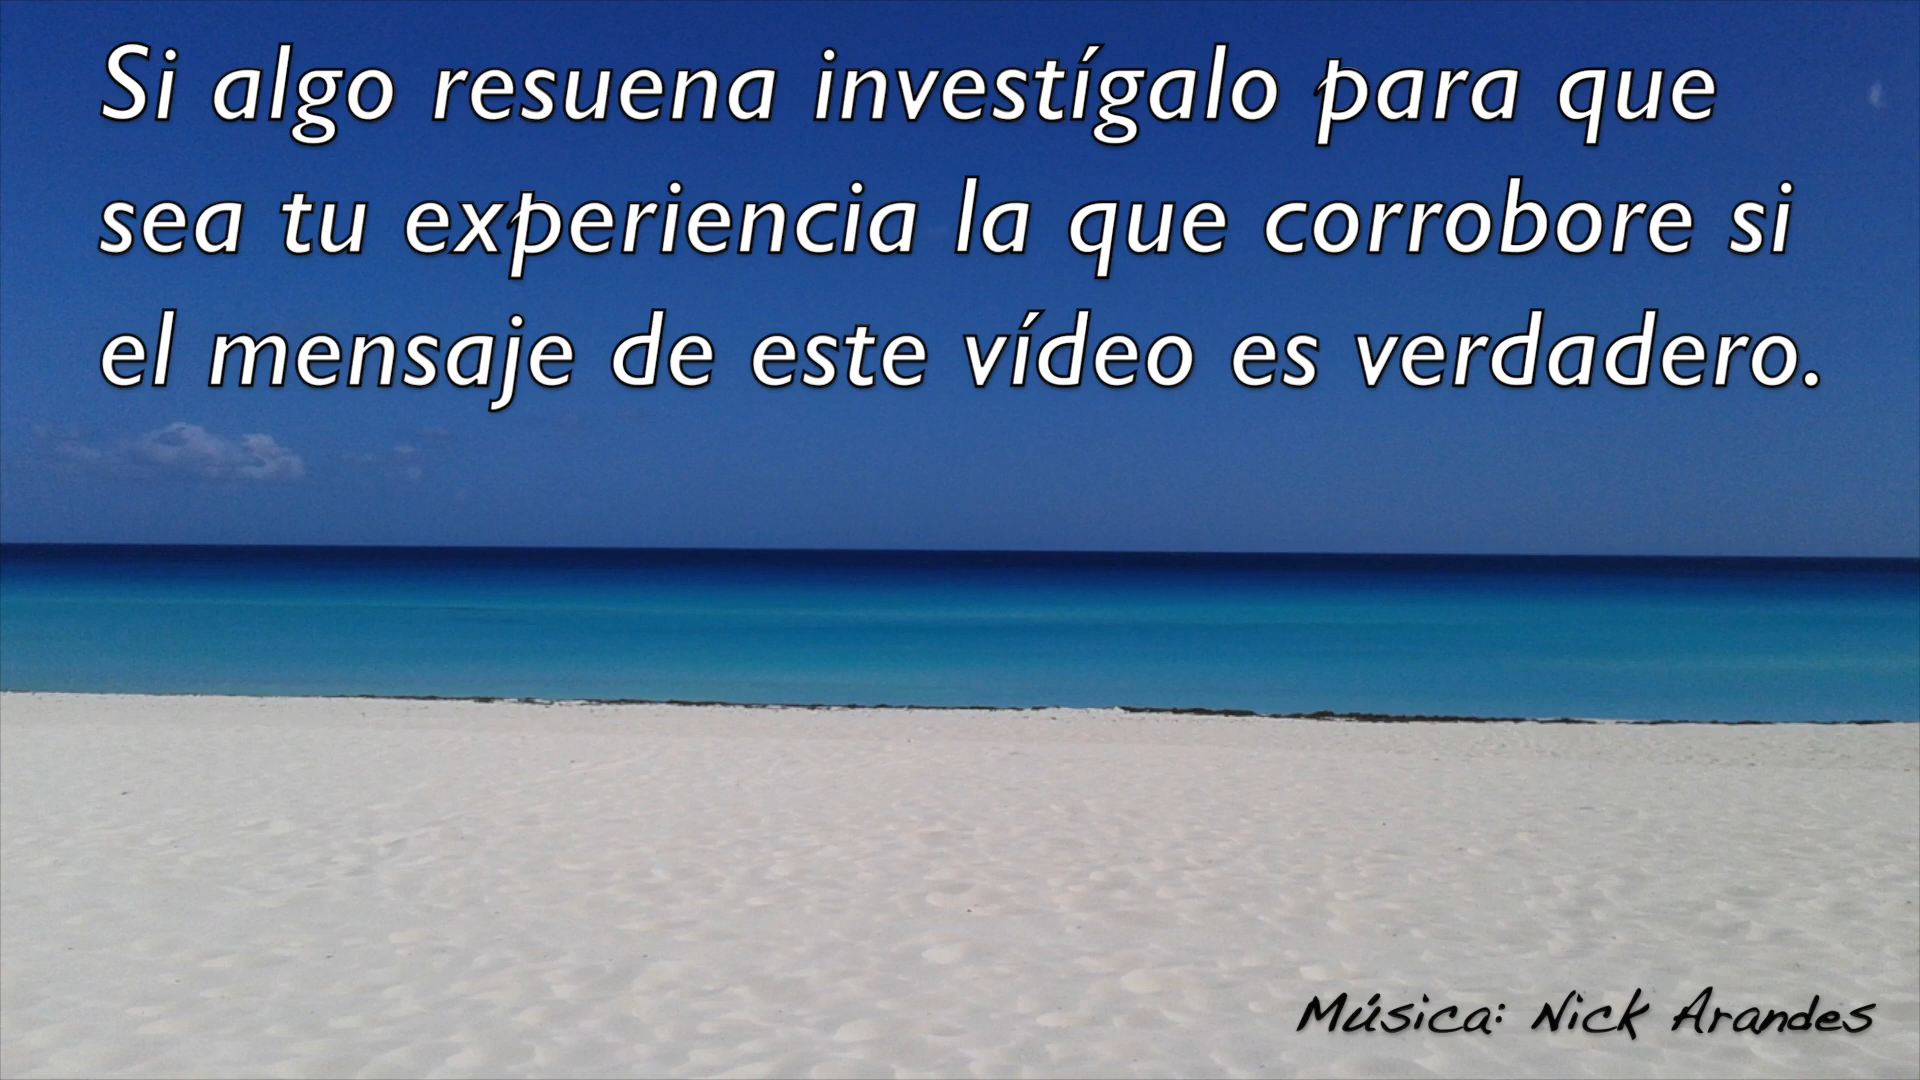 Si algo resuena investígalo para que
sea tu experiencia la que corrobore si
el mensaje de este vídeo es verdadero.
Música: Nick Arandes